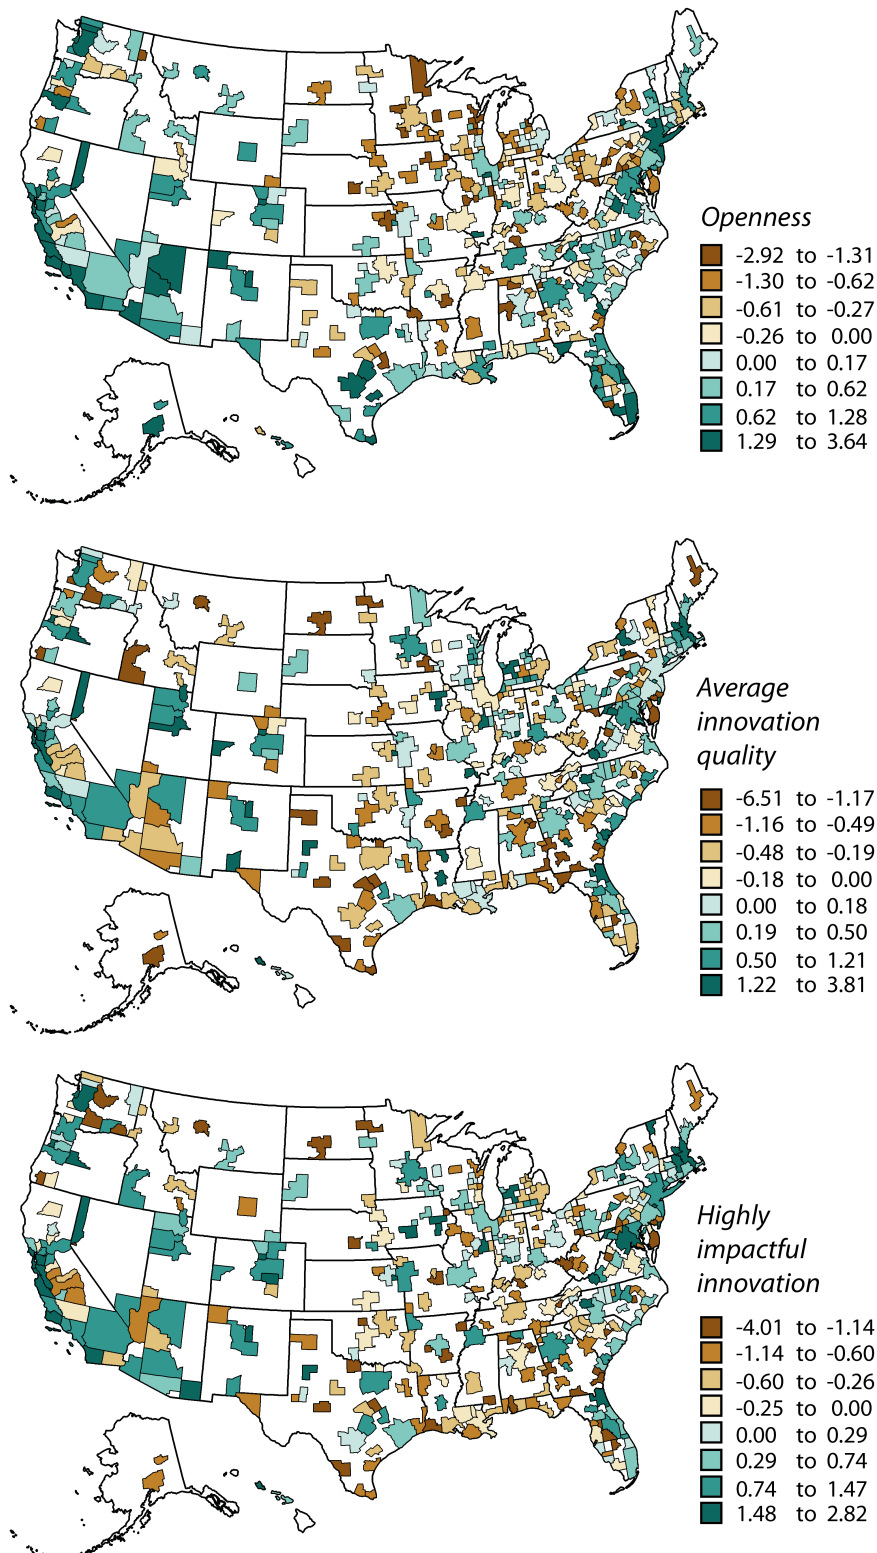 Openness
-2.92 to -1.31
-1.30 to -0.62
-0.61 to -0.27
-0.26 to 0.00
0.00 to 0.17
0.17 to 0.62
0.62 to 1.28
1.29 to 3.64
Average
innovation
quality
-6.51 to -1.17
-1.16 to -0.49
-0.48 to -0.19
-0.18 to 0.00
0.00 to 0.18
0.19 to 0.50
0.50 to 1.21
1.22 to 3.81
Highly
impactful
innovation
-4.01 to -1.14
-1.14 to -0.60
-0.60 to -0.26
-0.25 to 0.00
0.00 to 0.29
0.29 to 0.74
0.74 to 1.47
1.48 to 2.82